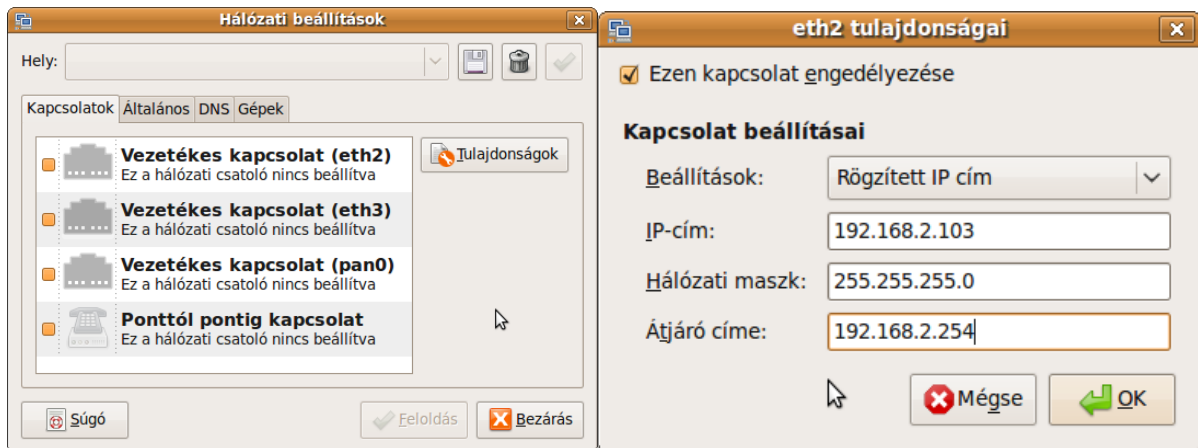 Hálózati beállítások
Hely:
Kapcsolatok Általános DNS Gépek
Vezetékes kapcsolat (eth2)
Ez a hálózati csatoló nincs beállítva
Tulajdonságok
Vezetékes kapcsolat (eth3)
Ez a hálózati csatoló nincs beállítva
Vezetékes kapcsolat (pan0)
Ez a hálózati csatoló nincs beállítva
Ponttól pontig kapcsolat
Ez a hálózati csatoló nincs beállítva
Súgó Feloldás Bezárás
eth2 tulajdonságai
Ezen kapcsolat engedélyezése
Kapcsolat beállításai
Beállítások: Rögzített IP cím
IP-cím: 192.168.2.103
Hálózati maszk: 255.255.255.0
Átjáró címe: 192.168.2.254
Mégse OK